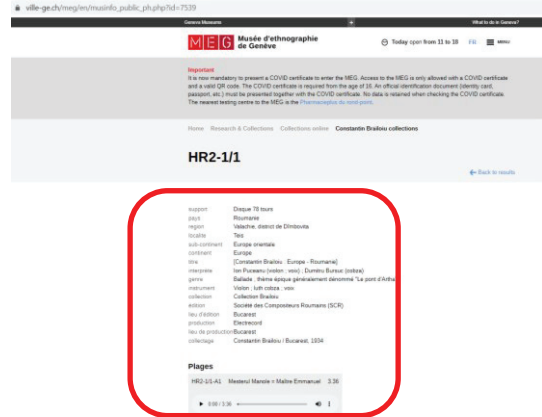 ville-ge.ch/meg/en/musinfo_public_ph.php?id=7539
Geneva Museums + What to do in Geneva?
MEG Musée d'ethnographie de Genève
Today open from 11 to 18 FR MENU
Important
It is now mandatory to present a COVID certificate to enter the MEG. Access to the MEG is only allowed with a COVID certificate
and a valid QR code. The COVID certificate is required from the age of 16. An official identification document (identity card,
passport, etc.) must be presented together with the COVID certificate. No data is retained when checking the COVID certificate.
The nearest testing centre to the MEG is the Pharmacieplus du rond-point.
Home Research & Collections Collections online Constantin Brailoiu collections
HR2-1/1
Back to results
support Disque 78 tours
pays Roumanie
region Valachie, district de Dîmbovita
localite Teis
sub-continent Europe orientale
continent Europe
titre [Constantin Brailoiu : Europe - Roumanie]
interprète Ion Puceanu (violon ; voix) ; Dumitru Bursuc (cobza)
genre Ballade ; thème épique généralement dénommé "Le pont d'Artha
instrument Violon ; luth cobza ; voix
collection Collection Brailoiu
edition Société des Compositeurs Roumains (SCR)
lieu d'édition Bucarest
production Electrecord
lieu de production Bucarest
collectage Constantin Brailoiu / Bucarest, 1934
Plages
HR2-1/1-A1 Mesterul Manole = Maître Emmanuel 3:36
0:00 / 3:36